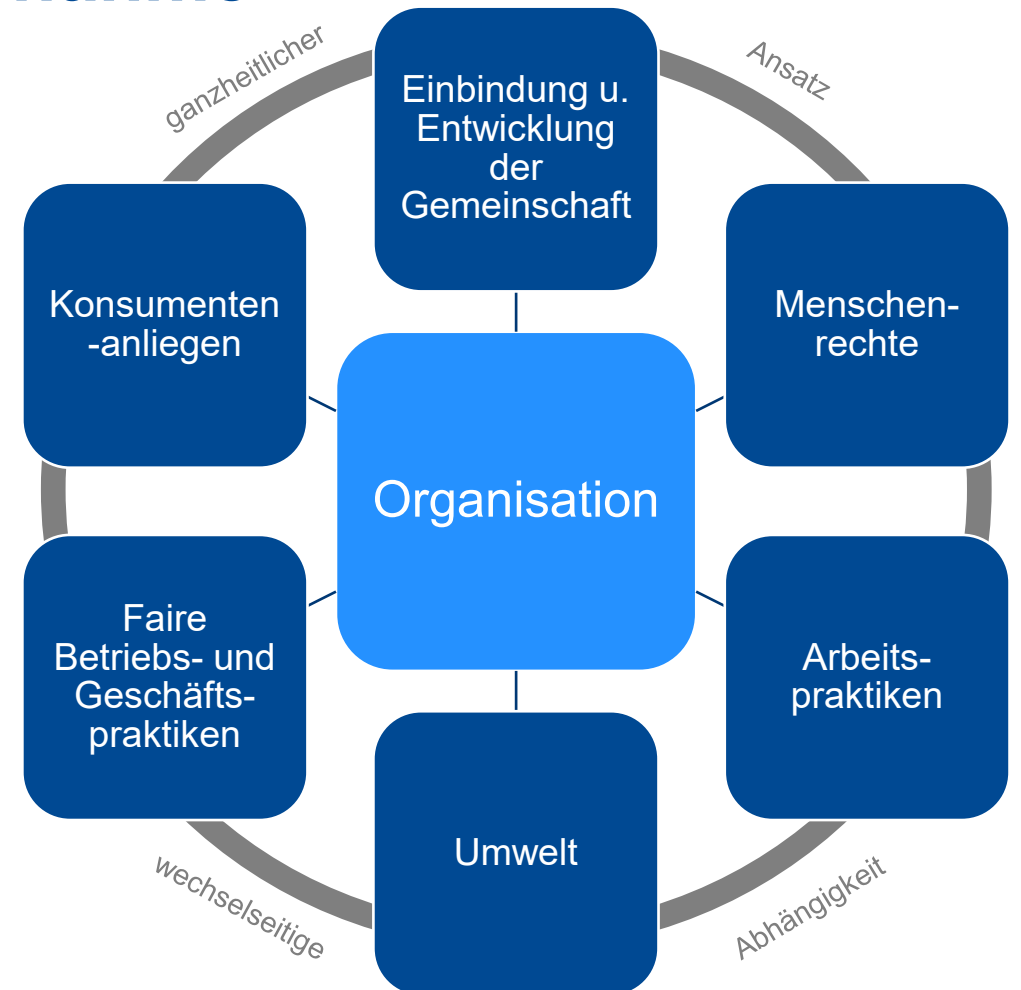 ganzheitlicher
Ansatz
Einbindung u.
Entwicklung
der
Gemeinschaft
Konsumenten
-anliegen
Menschen-
rechte
Organisation
Faire
Betriebs- und
Geschäfts-
praktiken
Arbeits-
praktiken
Umwelt
wechselseitige
Abhängigkeit